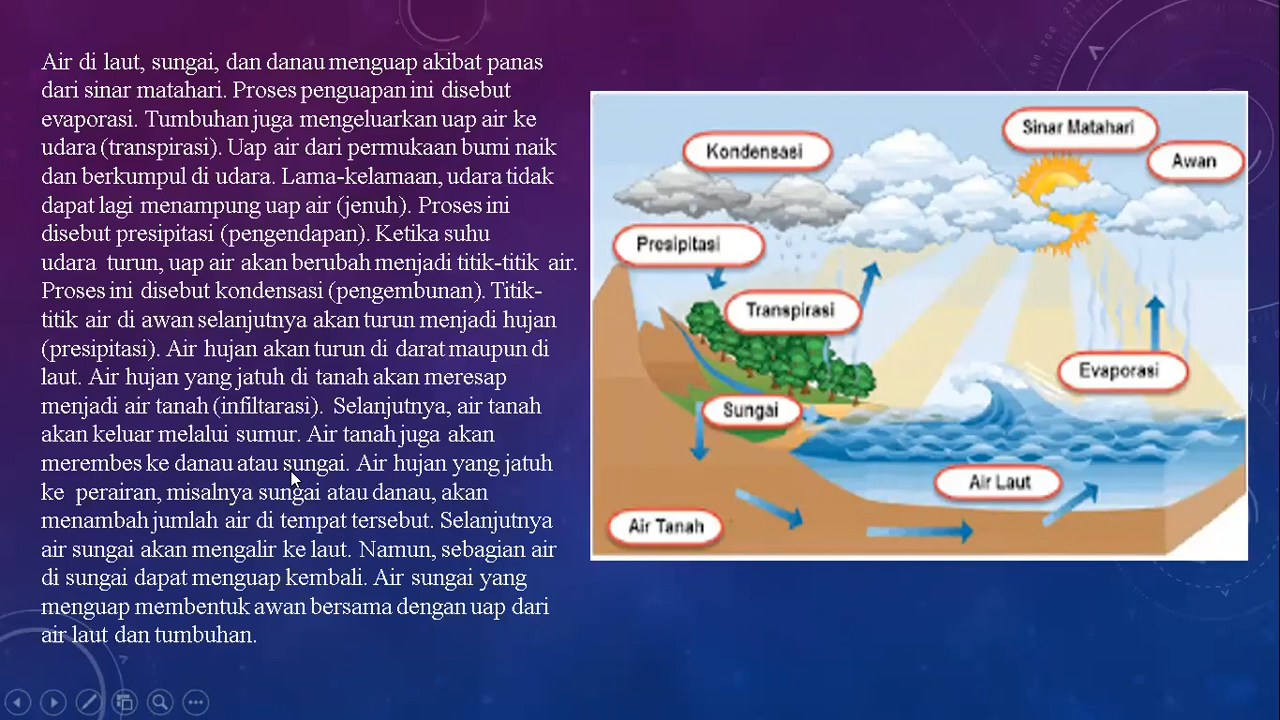 Air di laut, sungai, dan danau menguap akibat panas
dari sinar matahari. Proses penguapan ini disebut
evaporasi. Tumbuhan juga mengeluarkan uap air ke
udara (transpirasi). Uap air dari permukaan bumi naik
dan berkumpul di udara. Lama-kelamaan, udara tidak
dapat lagi menampung uap air (jenuh). Proses ini
disebut presipitasi (pengendapan). Ketika suhu
udara turun, uap air akan berubah menjadi titik-titik air.
Proses ini disebut kondensasi (pengembunan). Titik-
titik air di awan selanjutnya akan turun menjadi hujan
(presipitasi). Air hujan akan turun di darat maupun di
laut. Air hujan yang jatuh di tanah akan meresap
menjadi air tanah (infiltarasi). Selanjutnya, air tanah
akan keluar melalui sumur. Air tanah juga akan
merembes ke danau atau sungai. Air hujan yang jatuh
ke perairan, misalnya sungai atau danau, akan
menambah jumlah air di tempat tersebut. Selanjutnya
air sungai akan mengalir ke laut. Namun, sebagian air
di sungai dapat menguap kembali. Air sungai yang
menguap membentuk awan bersama dengan uap dari
air laut dan tumbuhan.
Sinar Matahari
Kondensasi
Awan
Presipitasi
Transpirasi
Evaporasi
Sungai
Air Laut
Air Tanah